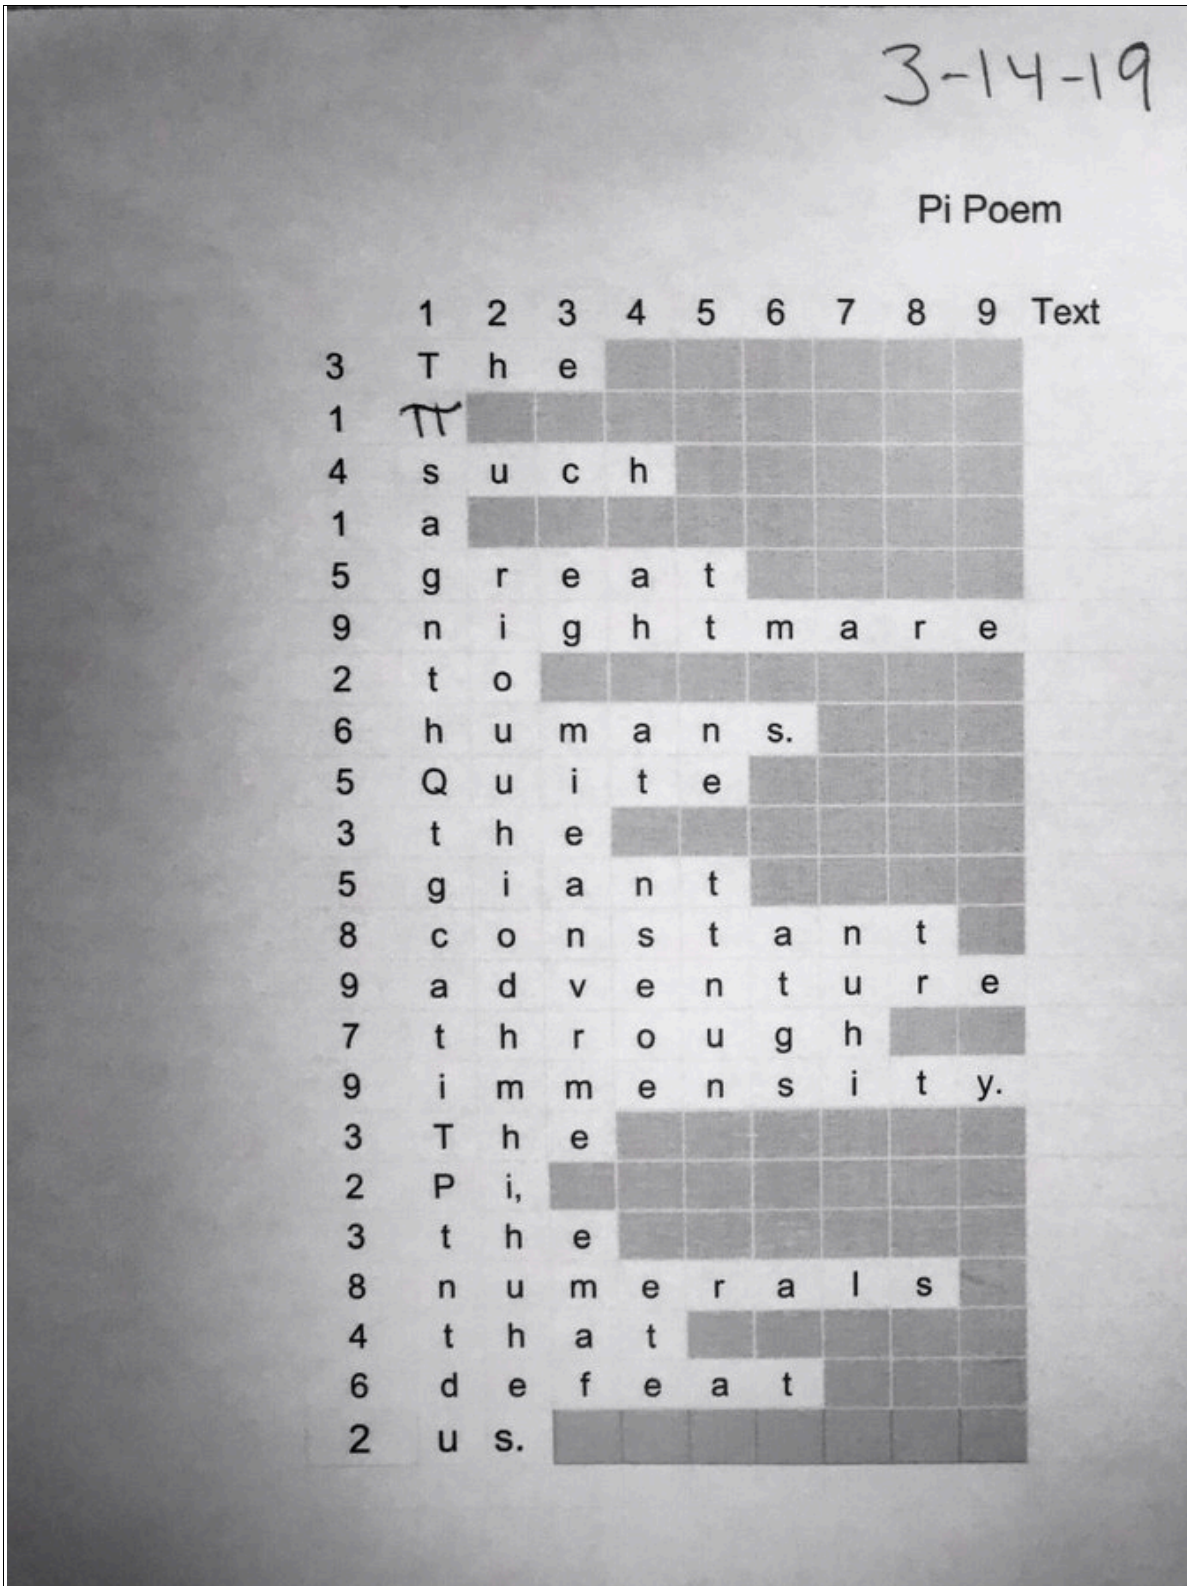 3-14-19
Pi Poem
1 2 3 4 5 6 7 8 9 Text
3 T h e
1 π
4 s u c h
1 a
5 g r e a t
9 n i g h t m a r e
2 t o
6 h u m a n s.
5 Q u i t e
3 t h e
5 g i a n t
8 c o n s t a n t
9 a d v e n t u r e
7 t h r o u g h
9 i m m e n s i t y.
3 T h e
2 P i,
3 t h e
8 n u m e r a l s
4 t h a t
6 d e f e a t
2 u s.